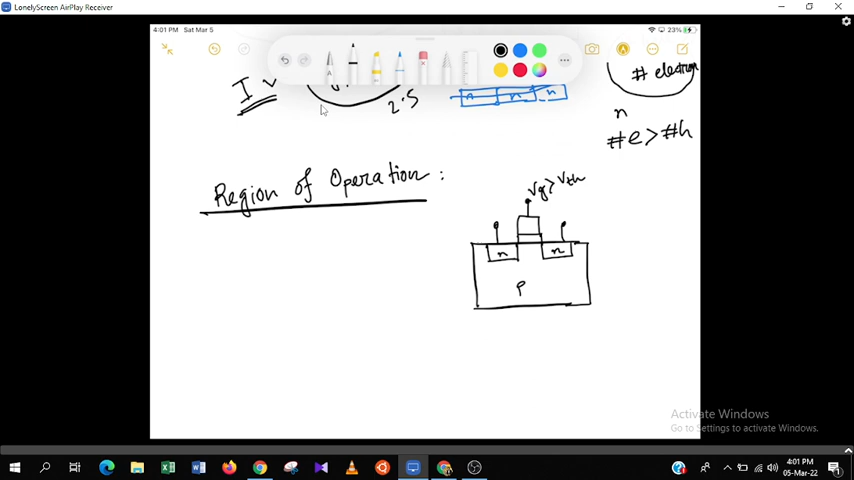 LonelyScreen AirPlay Receiver
4:01 PM Sat Mar 5
23%
A
I
2.5
n n n
# electron
n
#e > #h
Region of Operation :
Vg > Vth
n n
P
Activate Windows
Go to Settings to activate Windows.
4:01 PM
05-Mar-22